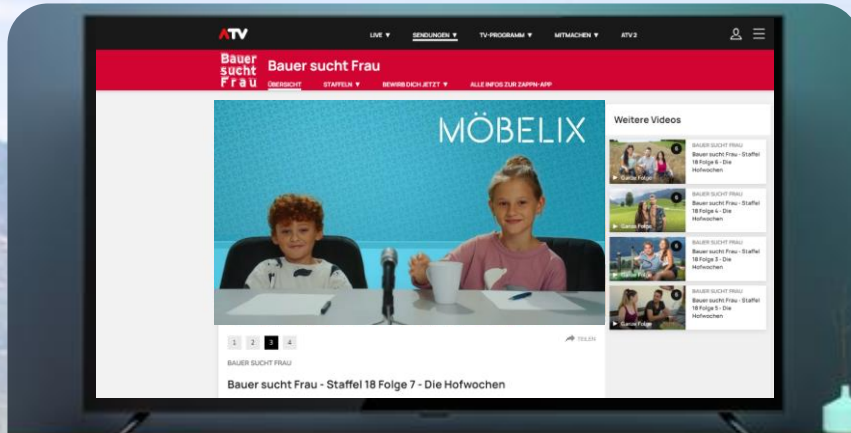 ATV
LIVE ▼
SENDUNGEN ▼
TV-PROGRAMM ▼
MITMACHEN ▼
ATV 2
Bauer
sucht
Frau
Bauer sucht Frau
ÜBERSICHT
STAFFELN ▼
BEWIRB DICH JETZT ▼
ALLE INFOS ZUR ZAPPN-APP
MÖBELIX
Weitere Videos
6
Ganze Folge
BAUER SUCHT FRAU
Bauer sucht Frau - Staffel
18 Folge 6 - Die
Hofwochen
6
Ganze Folge
BAUER SUCHT FRAU
Bauer sucht Frau - Staffel
18 Folge 4 - Die
Hofwochen
6
Ganze Folge
BAUER SUCHT FRAU
Bauer sucht Frau - Staffel
18 Folge 3 - Die
Hofwochen
6
Ganze Folge
BAUER SUCHT FRAU
Bauer sucht Frau - Staffel
18 Folge 5 - Die
Hofwochen
1 2 3 4
TEILEN
BAUER SUCHT FRAU
Bauer sucht Frau - Staffel 18 Folge 7 - Die Hofwochen